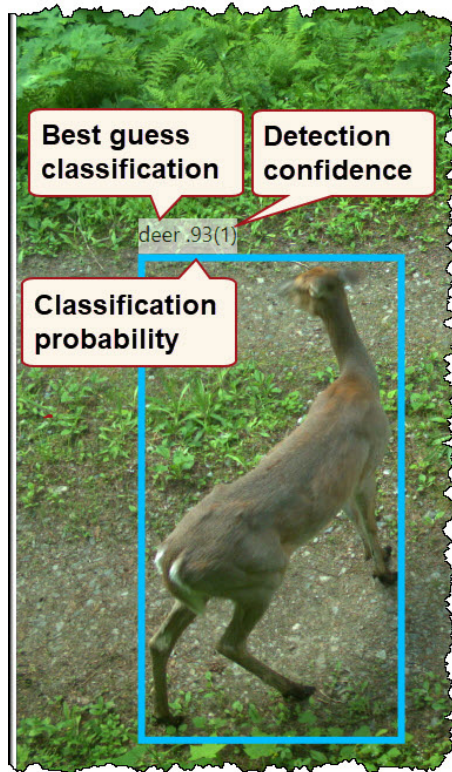 Best guess
classification
Detection
confidence
deer .93(1)
Classification
probability